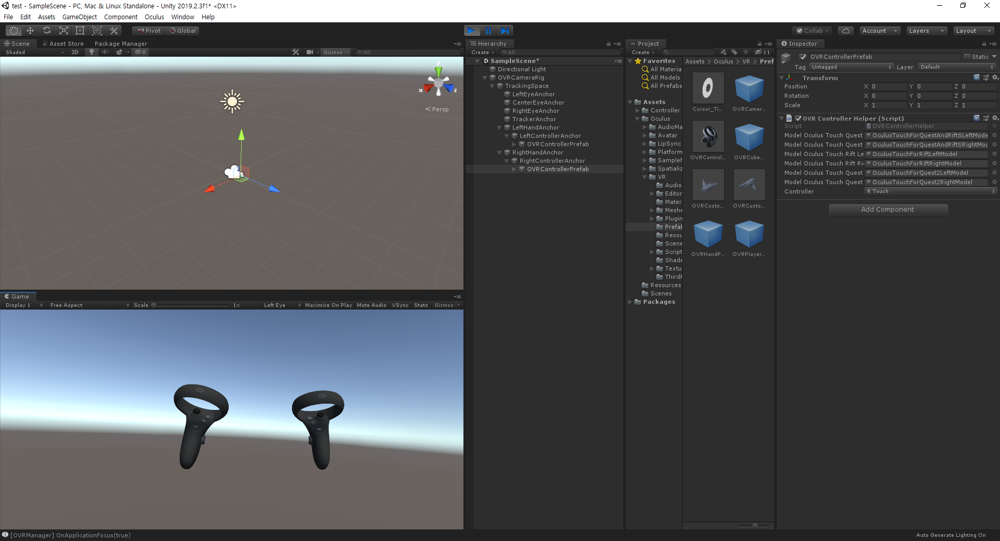 test - SampleScene - PC, Mac & Linux Standalone - Unity 2019.2.3f1* <DX11>
File Edit Assets GameObject Component Oculus Window Help
Pivot Global
Collab Account Layers Layout
Scene Asset Store Package Manager
Shaded 2D 0 Gizmos All
y
x z
Persp
Game
Display 1 Free Aspect Scale 1x Left Eye Maximize On Play Mute Audio VSync Stats Gizmos
Hierarchy
Create All
SampleScene*
Directional Light
OVRCameraRig
TrackingSpace
LeftEyeAnchor
CenterEyeAnchor
RightEyeAnchor
TrackerAnchor
LeftHandAnchor
LeftControllerAnchor
OVRControllerPrefab
RightHandAnchor
RightControllerAnchor
OVRControllerPrefab
Project
Create 11
Favorites
All Materia
All Models
All Prefabs
Assets
Controller
Oculus
AudioMa
Avatar
LipSync
Platform
SampleF
Spatializ
VR
Audio
Editor
Mater
Meshe
Plugin
Prefab
Resou
Scene
Script
Shade
Textu
ThirdF
Resources
Scenes
Packages
Assets > Oculus > VR > Pref
Cursor_Ti... OVRCamer...
OVRControl... OVRCube...
OVRCusto... OVRCusto...
OVRHandP... OVRPlayer...
Inspector
OVRControllerPrefab Static
Tag Untagged Layer Default
Transform
Position X 0 Y 0 Z 0
Rotation X 0 Y 0 Z 0
Scale X 1 Y 1 Z 1
OVR Controller Helper (Script)
Script OVRControllerHelper
Model Oculus Touch Quest OculusTouchForQuestAndRiftSLeftMode
Model Oculus Touch Quest OculusTouchForQuestAndRiftSRightMod
Model Oculus Touch Rift Le OculusTouchForRiftLeftModel
Model Oculus Touch Rift Ri OculusTouchForRiftRightModel
Model Oculus Touch Quest OculusTouchForQuest2LeftModel
Model Oculus Touch Quest OculusTouchForQuest2RightModel
Controller R Touch
Add Component
[OVRManager] OnApplicationFocus(true)
Auto Generate Lighting On